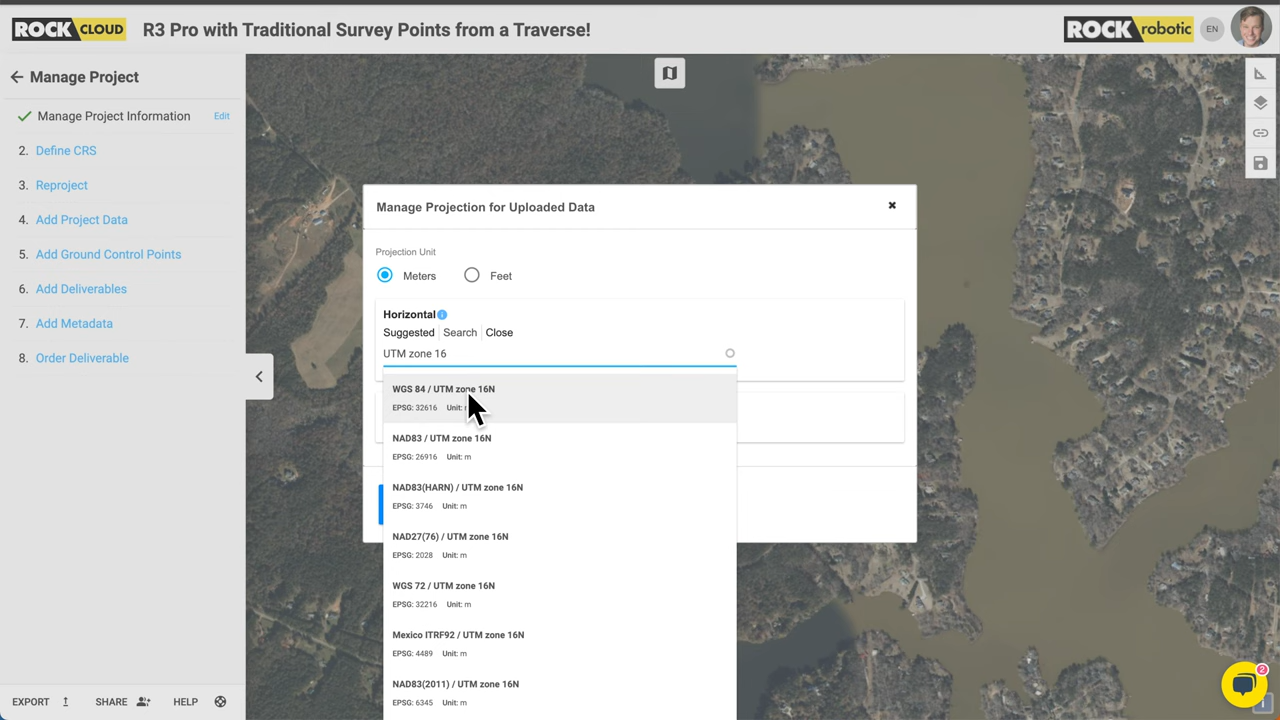 ROCK CLOUD R3 Pro with Traditional Survey Points from a Traverse! ROCK robotic EN
Manage Project
Manage Project Information Edit
2. Define CRS
3. Reproject
4. Add Project Data
5. Add Ground Control Points
6. Add Deliverables
7. Add Metadata
8. Order Deliverable
EXPORT SHARE HELP
Manage Projection for Uploaded Data
Projection Unit
Meters Feet
Horizontal
Suggested Search Close
UTM zone 16
WGS 84 / UTM zone 16N
EPSG: 32616 Unit:
NAD83 / UTM zone 16N
EPSG: 26916 Unit: m
NAD83(HARN) / UTM zone 16N
EPSG: 3746 Unit: m
NAD27(76) / UTM zone 16N
EPSG: 2028 Unit: m
WGS 72 / UTM zone 16N
EPSG: 32216 Unit: m
Mexico ITRF92 / UTM zone 16N
EPSG: 4489 Unit: m
NAD83(2011) / UTM zone 16N
EPSG: 6345 Unit: m
2